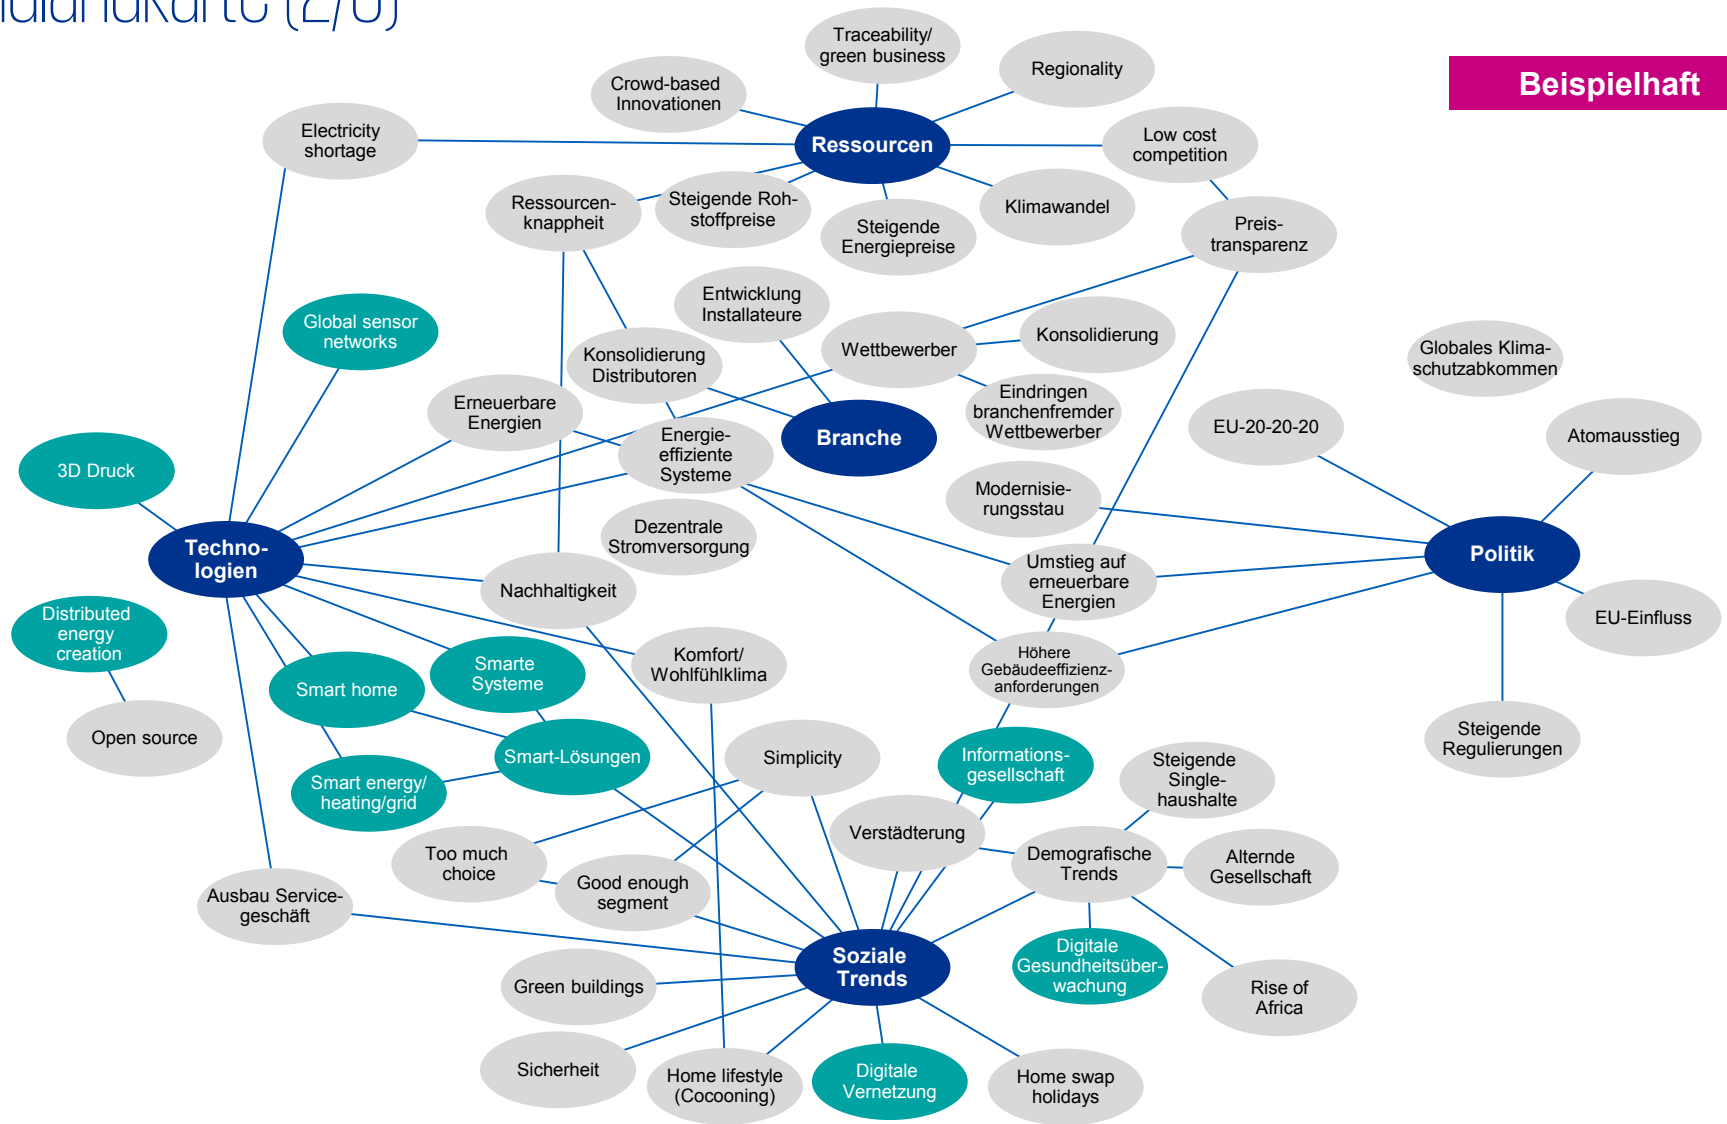 Beispielhaft
Traceability/
green business
Regionality
Crowd-based
Innovationen
Electricity
shortage
Ressourcen
Low cost
competition
Ressourcen-
knappheit
Steigende Roh-
stoffpreise
Klimawandel
Steigende
Energiepreise
Preis-
transparenz
Entwicklung
Installateure
Global sensor
networks
Konsolidierung
Distributoren
Wettbewerber
Konsolidierung
Globales Klima-
schutzabkommen
Erneuerbare
Energien
Eindringen
branchenfremder
Wettbewerber
Branche
EU-20-20-20
Atomausstieg
Energie-
effiziente
Systeme
3D Druck
Modernisie-
rungsstau
Dezentrale
Stromversorgung
Techno-
logien
Politik
Umstieg auf
erneuerbare
Energien
Nachhaltigkeit
Distributed
energy
creation
EU-Einfluss
Komfort/
Wohlfühlklima
Höhere
Gebäudeeffizienz-
anforderungen
Smarte
Systeme
Smart home
Open source
Steigende
Regulierungen
Smart-Lösungen
Simplicity
Informations-
gesellschaft
Steigende
Single-
haushalte
Smart energy/
heating/grid
Verstädterung
Too much
choice
Demografische
Trends
Alternde
Gesellschaft
Good enough
segment
Ausbau Service-
geschäft
Soziale
Trends
Digitale
Gesundheitsüber-
wachung
Green buildings
Rise of
Africa
Sicherheit
Home lifestyle
(Cocooning)
Digitale
Vernetzung
Home swap
holidays